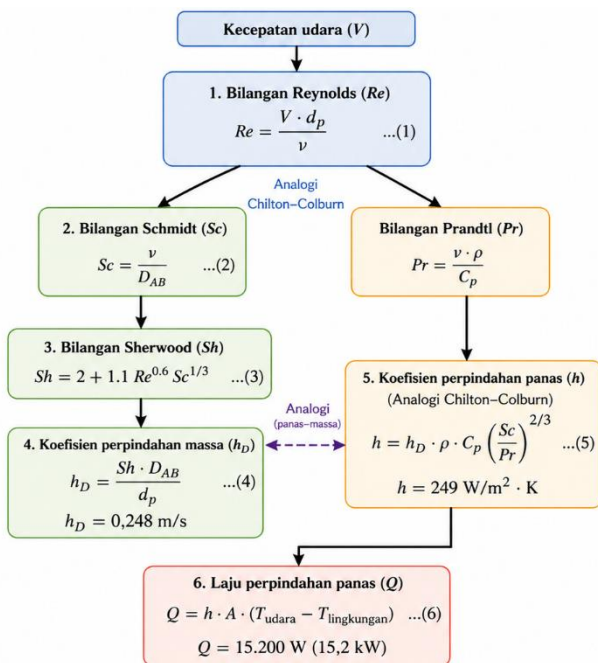 Kecepatan udara (V)
1. Bilangan Reynolds (Re)
Re = V · d_p / ν ...(1)
Analogi
Chilton–Colburn
2. Bilangan Schmidt (Sc)
Sc = ν / D_AB ...(2)
Bilangan Prandtl (Pr)
Pr = ν · ρ / C_p
3. Bilangan Sherwood (Sh)
Sh = 2 + 1.1 Re^0.6 Sc^1/3 ...(3)
4. Koefisien perpindahan massa (h_D)
h_D = Sh · D_AB / d_p ...(4)
h_D = 0,248 m/s
Analogi
(panas–massa)
5. Koefisien perpindahan panas (h)
(Analogi Chilton–Colburn)
h = h_D · ρ · C_p (Sc / Pr)^2/3 ...(5)
h = 249 W/m² · K
6. Laju perpindahan panas (Q)
Q = h · A · (T_udara − T_lingkungan) ...(6)
Q = 15.200 W (15,2 kW)